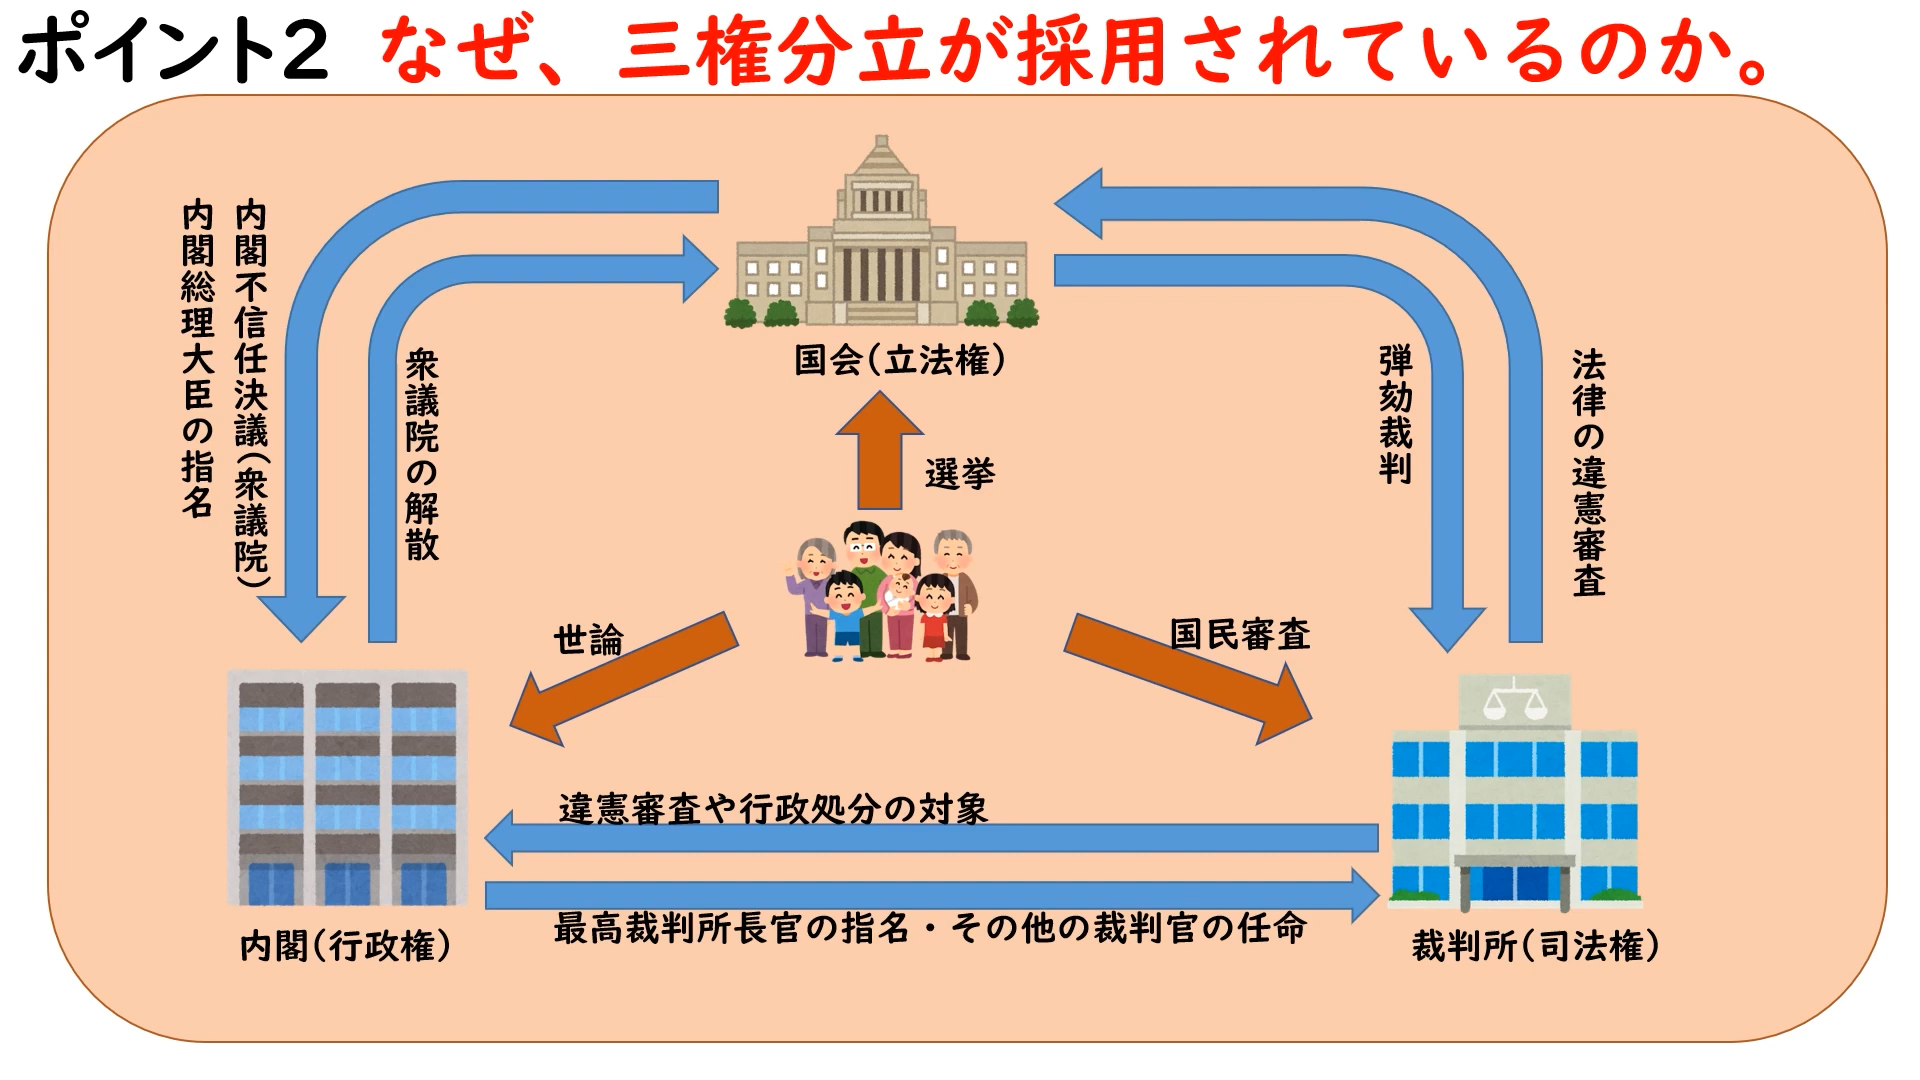 ポイント2 なぜ、三権分立が採用されているのか。
内閣不信任決議(衆議院)
内閣総理大臣の指名
衆議院の解散
国会(立法権)
弾劾裁判
法律の違憲審査
選挙
世論
国民審査
違憲審査や行政処分の対象
最高裁判所長官の指名・その他の裁判官の任命
内閣(行政権)
裁判所(司法権)